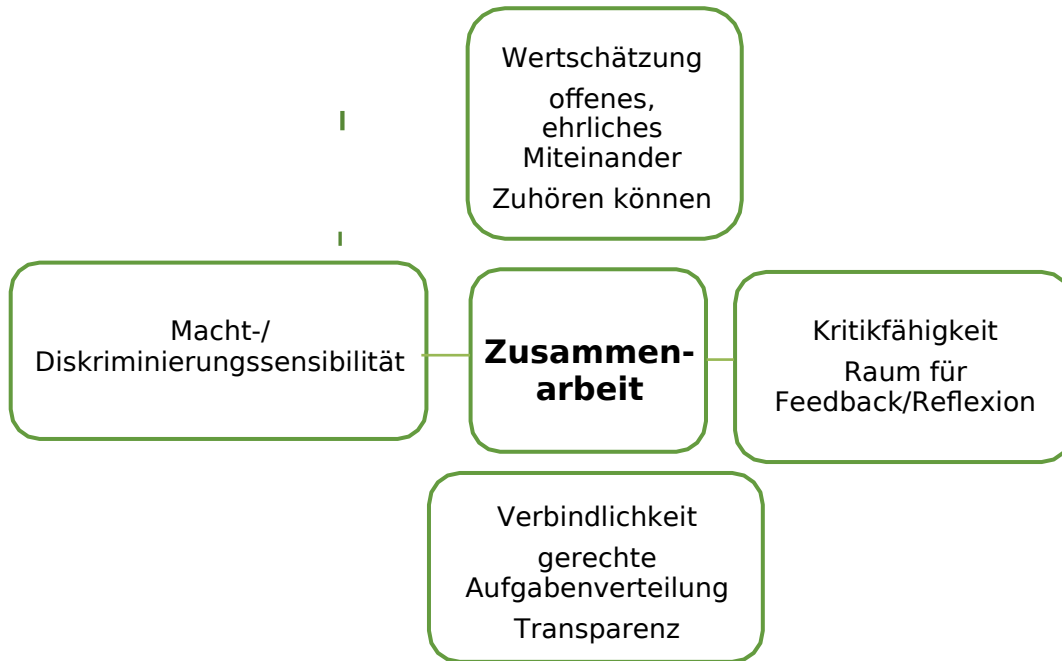 Wertschätzung
offenes,
ehrliches
Miteinander
Zuhören können
Macht-/
Diskriminierungssensibilität
Zusammen-
arbeit
Kritikfähigkeit
Raum für
Feedback/Reflexion
Verbindlichkeit
gerechte
Aufgabenverteilung
Transparenz